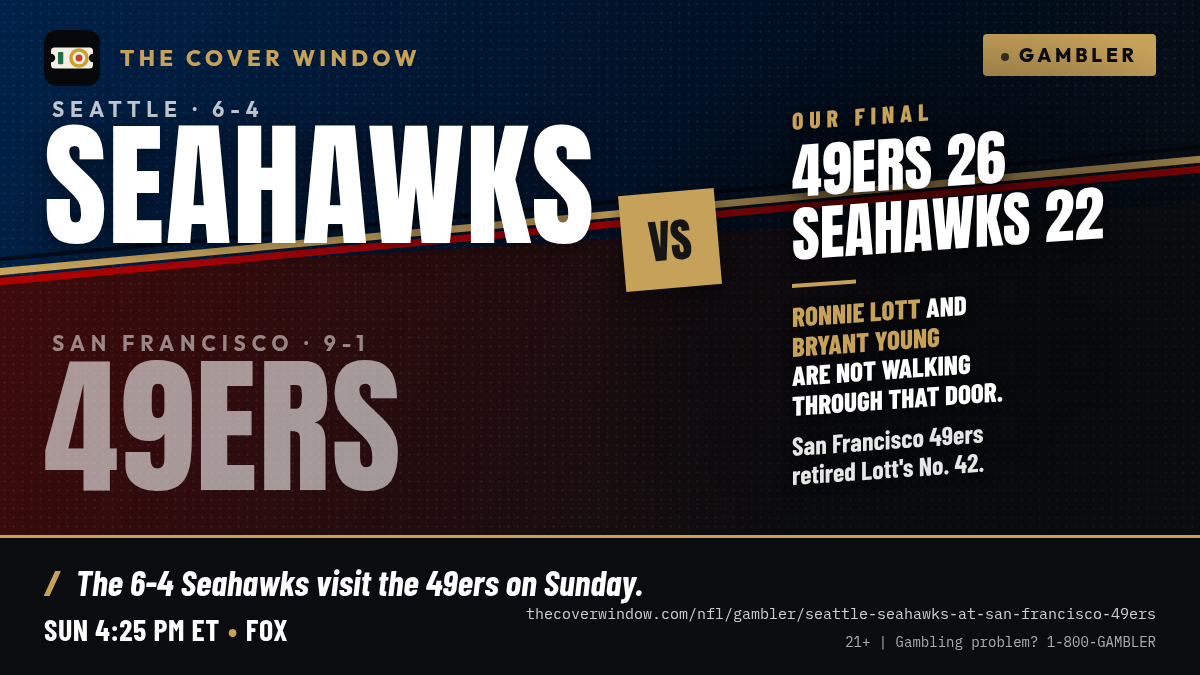 THE COVER WINDOW
• GAMBLER
SEATTLE · 6-4
SEAHAWKS
VS
SAN FRANCISCO · 9-1
49ERS
OUR FINAL
49ERS 26
SEAHAWKS 22
RONNIE LOTT AND
BRYANT YOUNG
ARE NOT WALKING
THROUGH THAT DOOR.
San Francisco 49ers
retired Lott's No. 42.
/ The 6-4 Seahawks visit the 49ers on Sunday.
SUN 4:25 PM ET • FOX
thecoverwindow.com/nfl/gambler/seattle-seahawks-at-san-francisco-49ers
21+ | Gambling problem? 1-800-GAMBLER